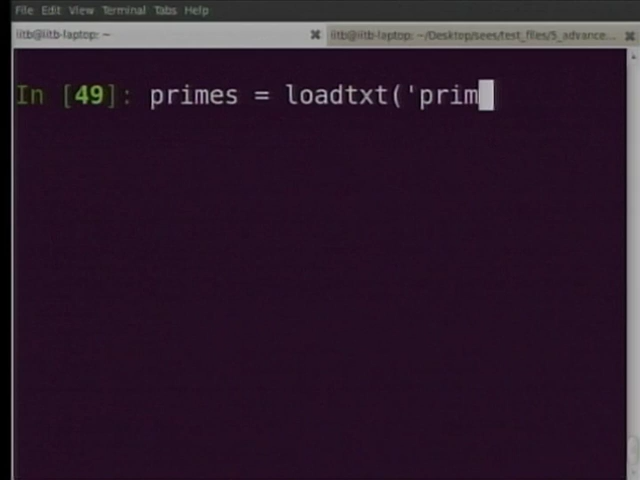 File Edit View Terminal Tabs Help
iitb@iitb-laptop: ~
iitb@iitb-laptop: ~/Desktop/sees/test_files/5_advance...
In [49]: primes = loadtxt('prim